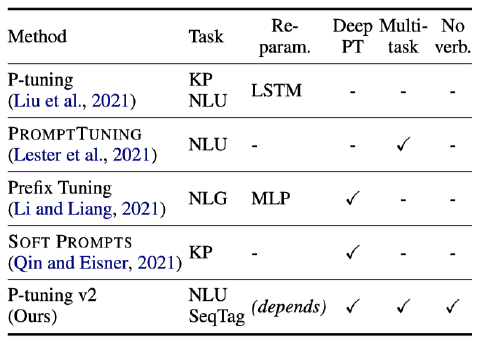 Method Task Re-param. Deep PT Multi-task No verb.
P-tuning KP LSTM - - -
(Liu et al., 2021) NLU
PROMPTTUNING NLU - - ✓ -
(Lester et al., 2021)
Prefix Tuning NLG MLP ✓ - -
(Li and Liang, 2021)
SOFT PROMPTS KP - ✓ - -
(Qin and Eisner, 2021)
P-tuning v2 NLU (depends) ✓ ✓ ✓
(Ours) SeqTag